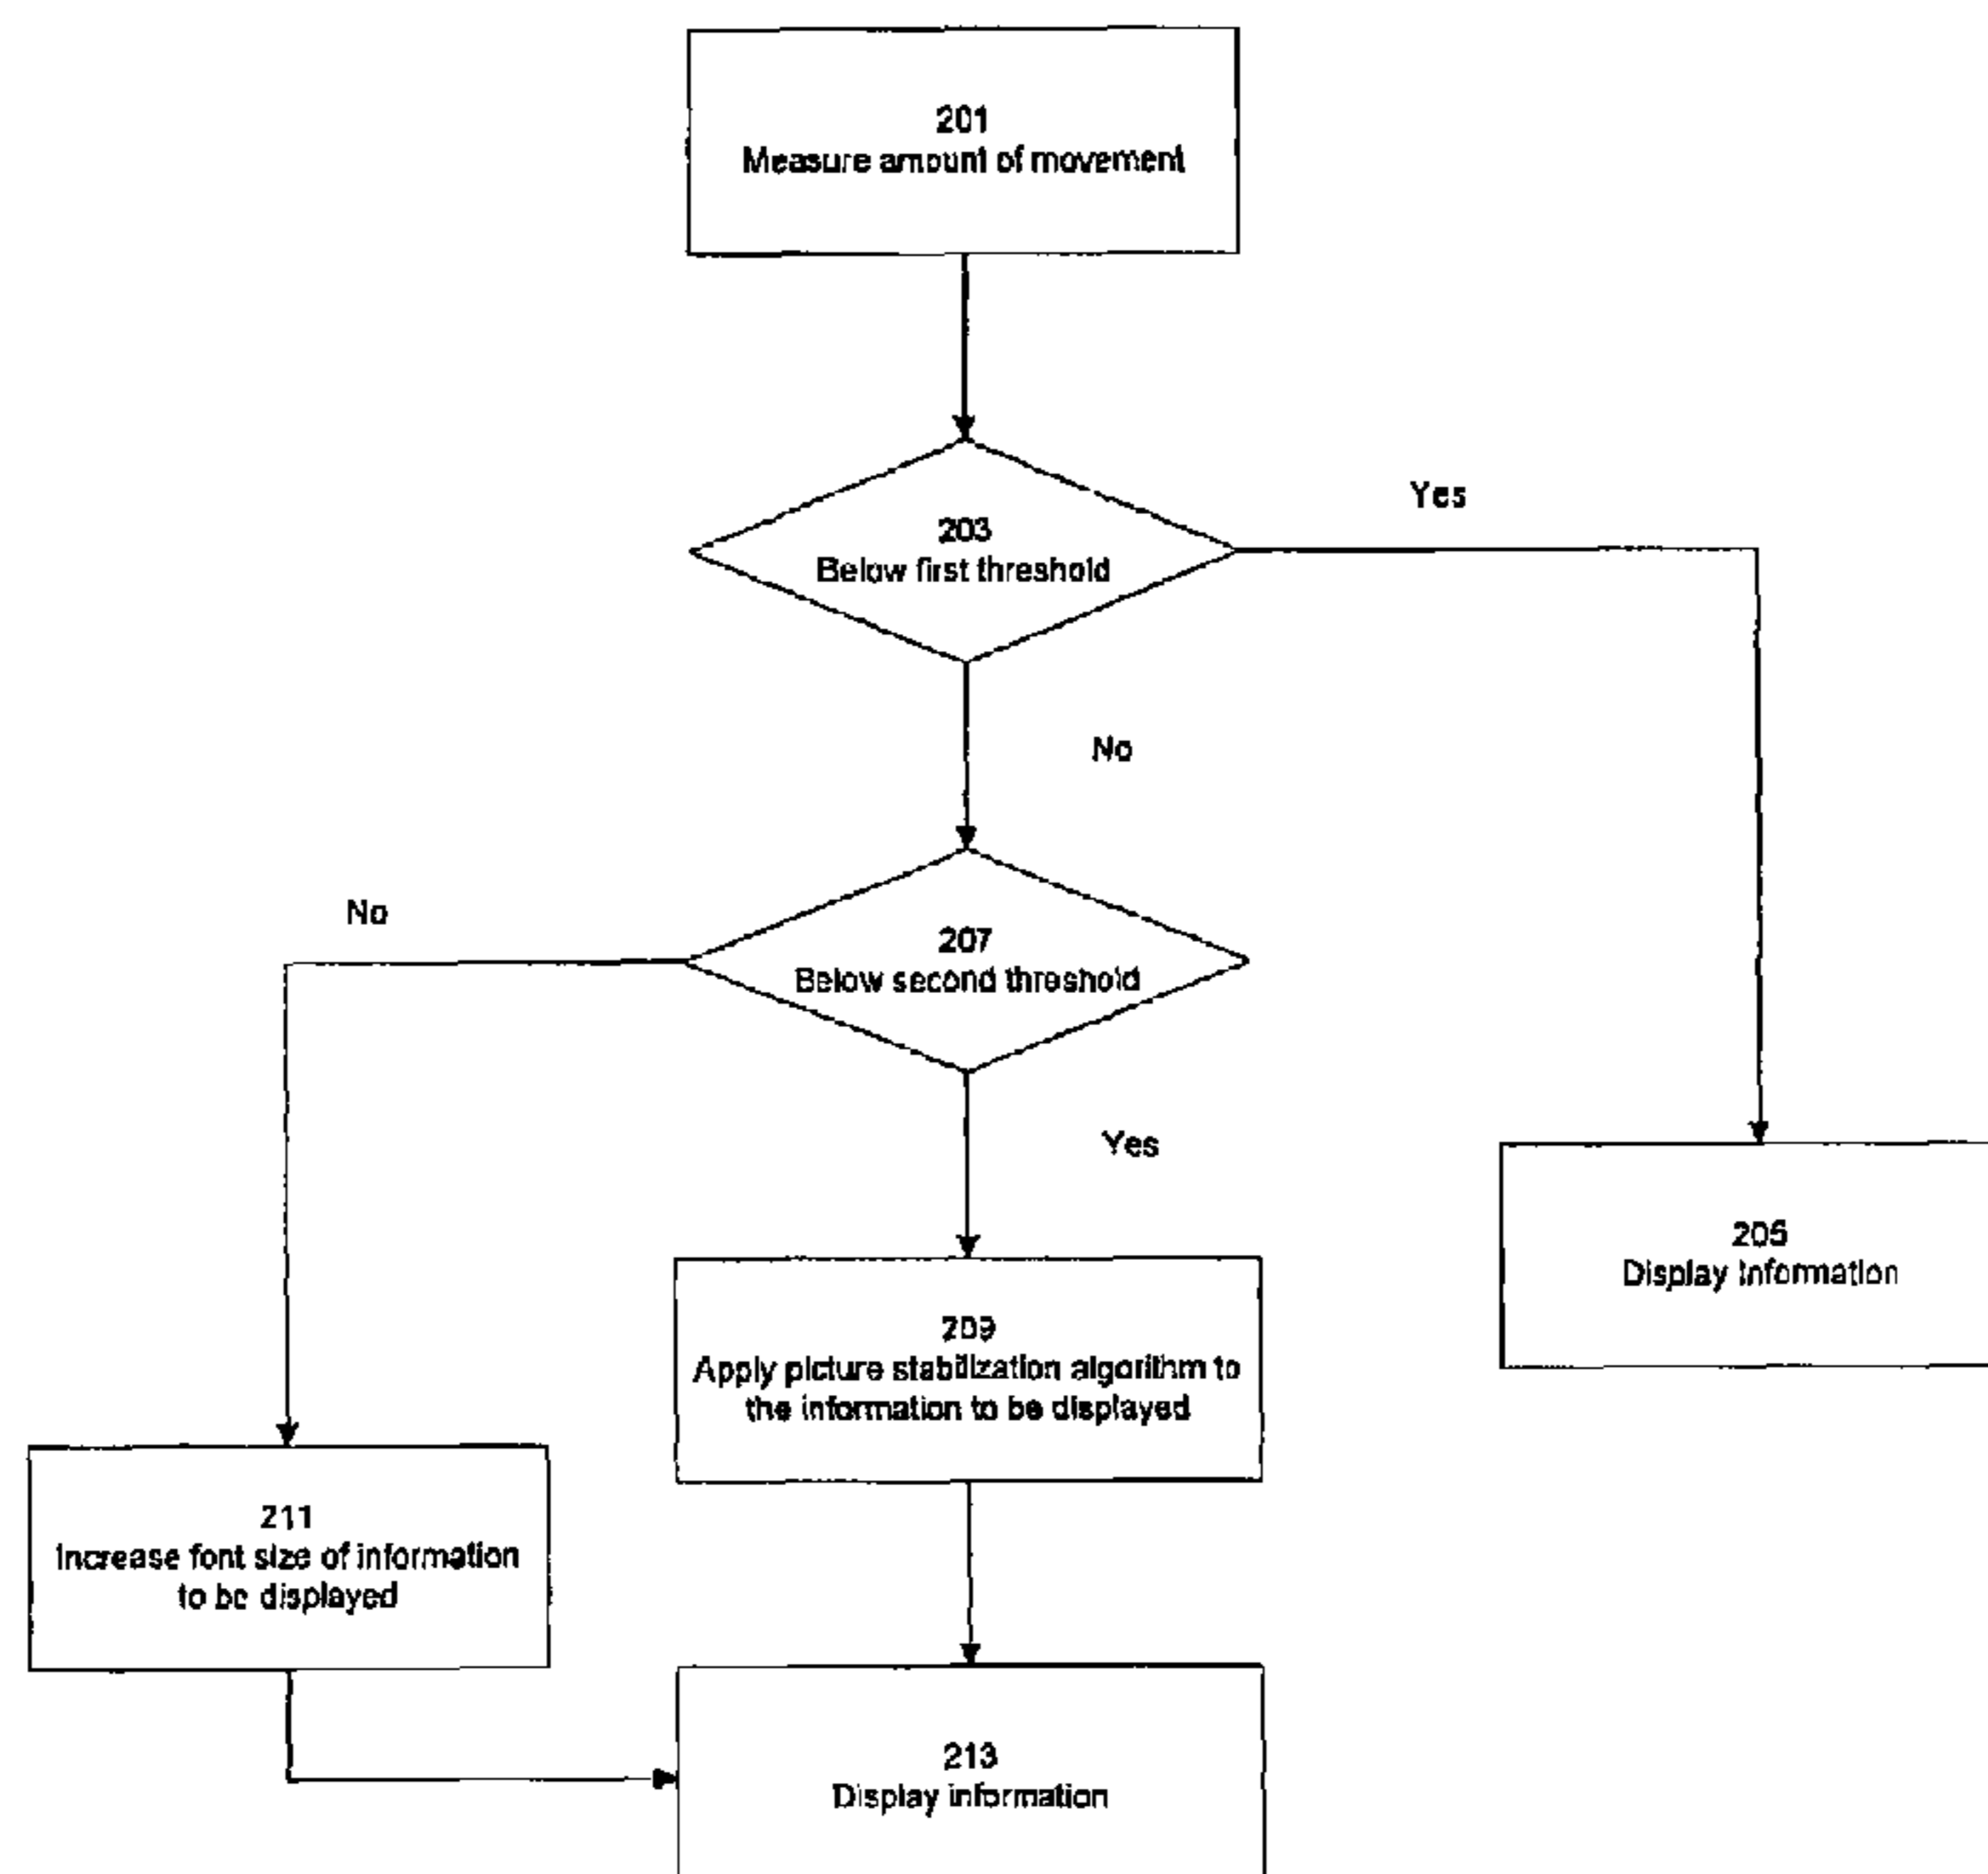 201
Measure amount of movement
203
Below first threshold
Yes
No
207
Below second threshold
No
Yes
205
Display information
209
Apply picture stabilization algorithm to
the information to be displayed
211
Increase font size of information
to be displayed
213
Display information